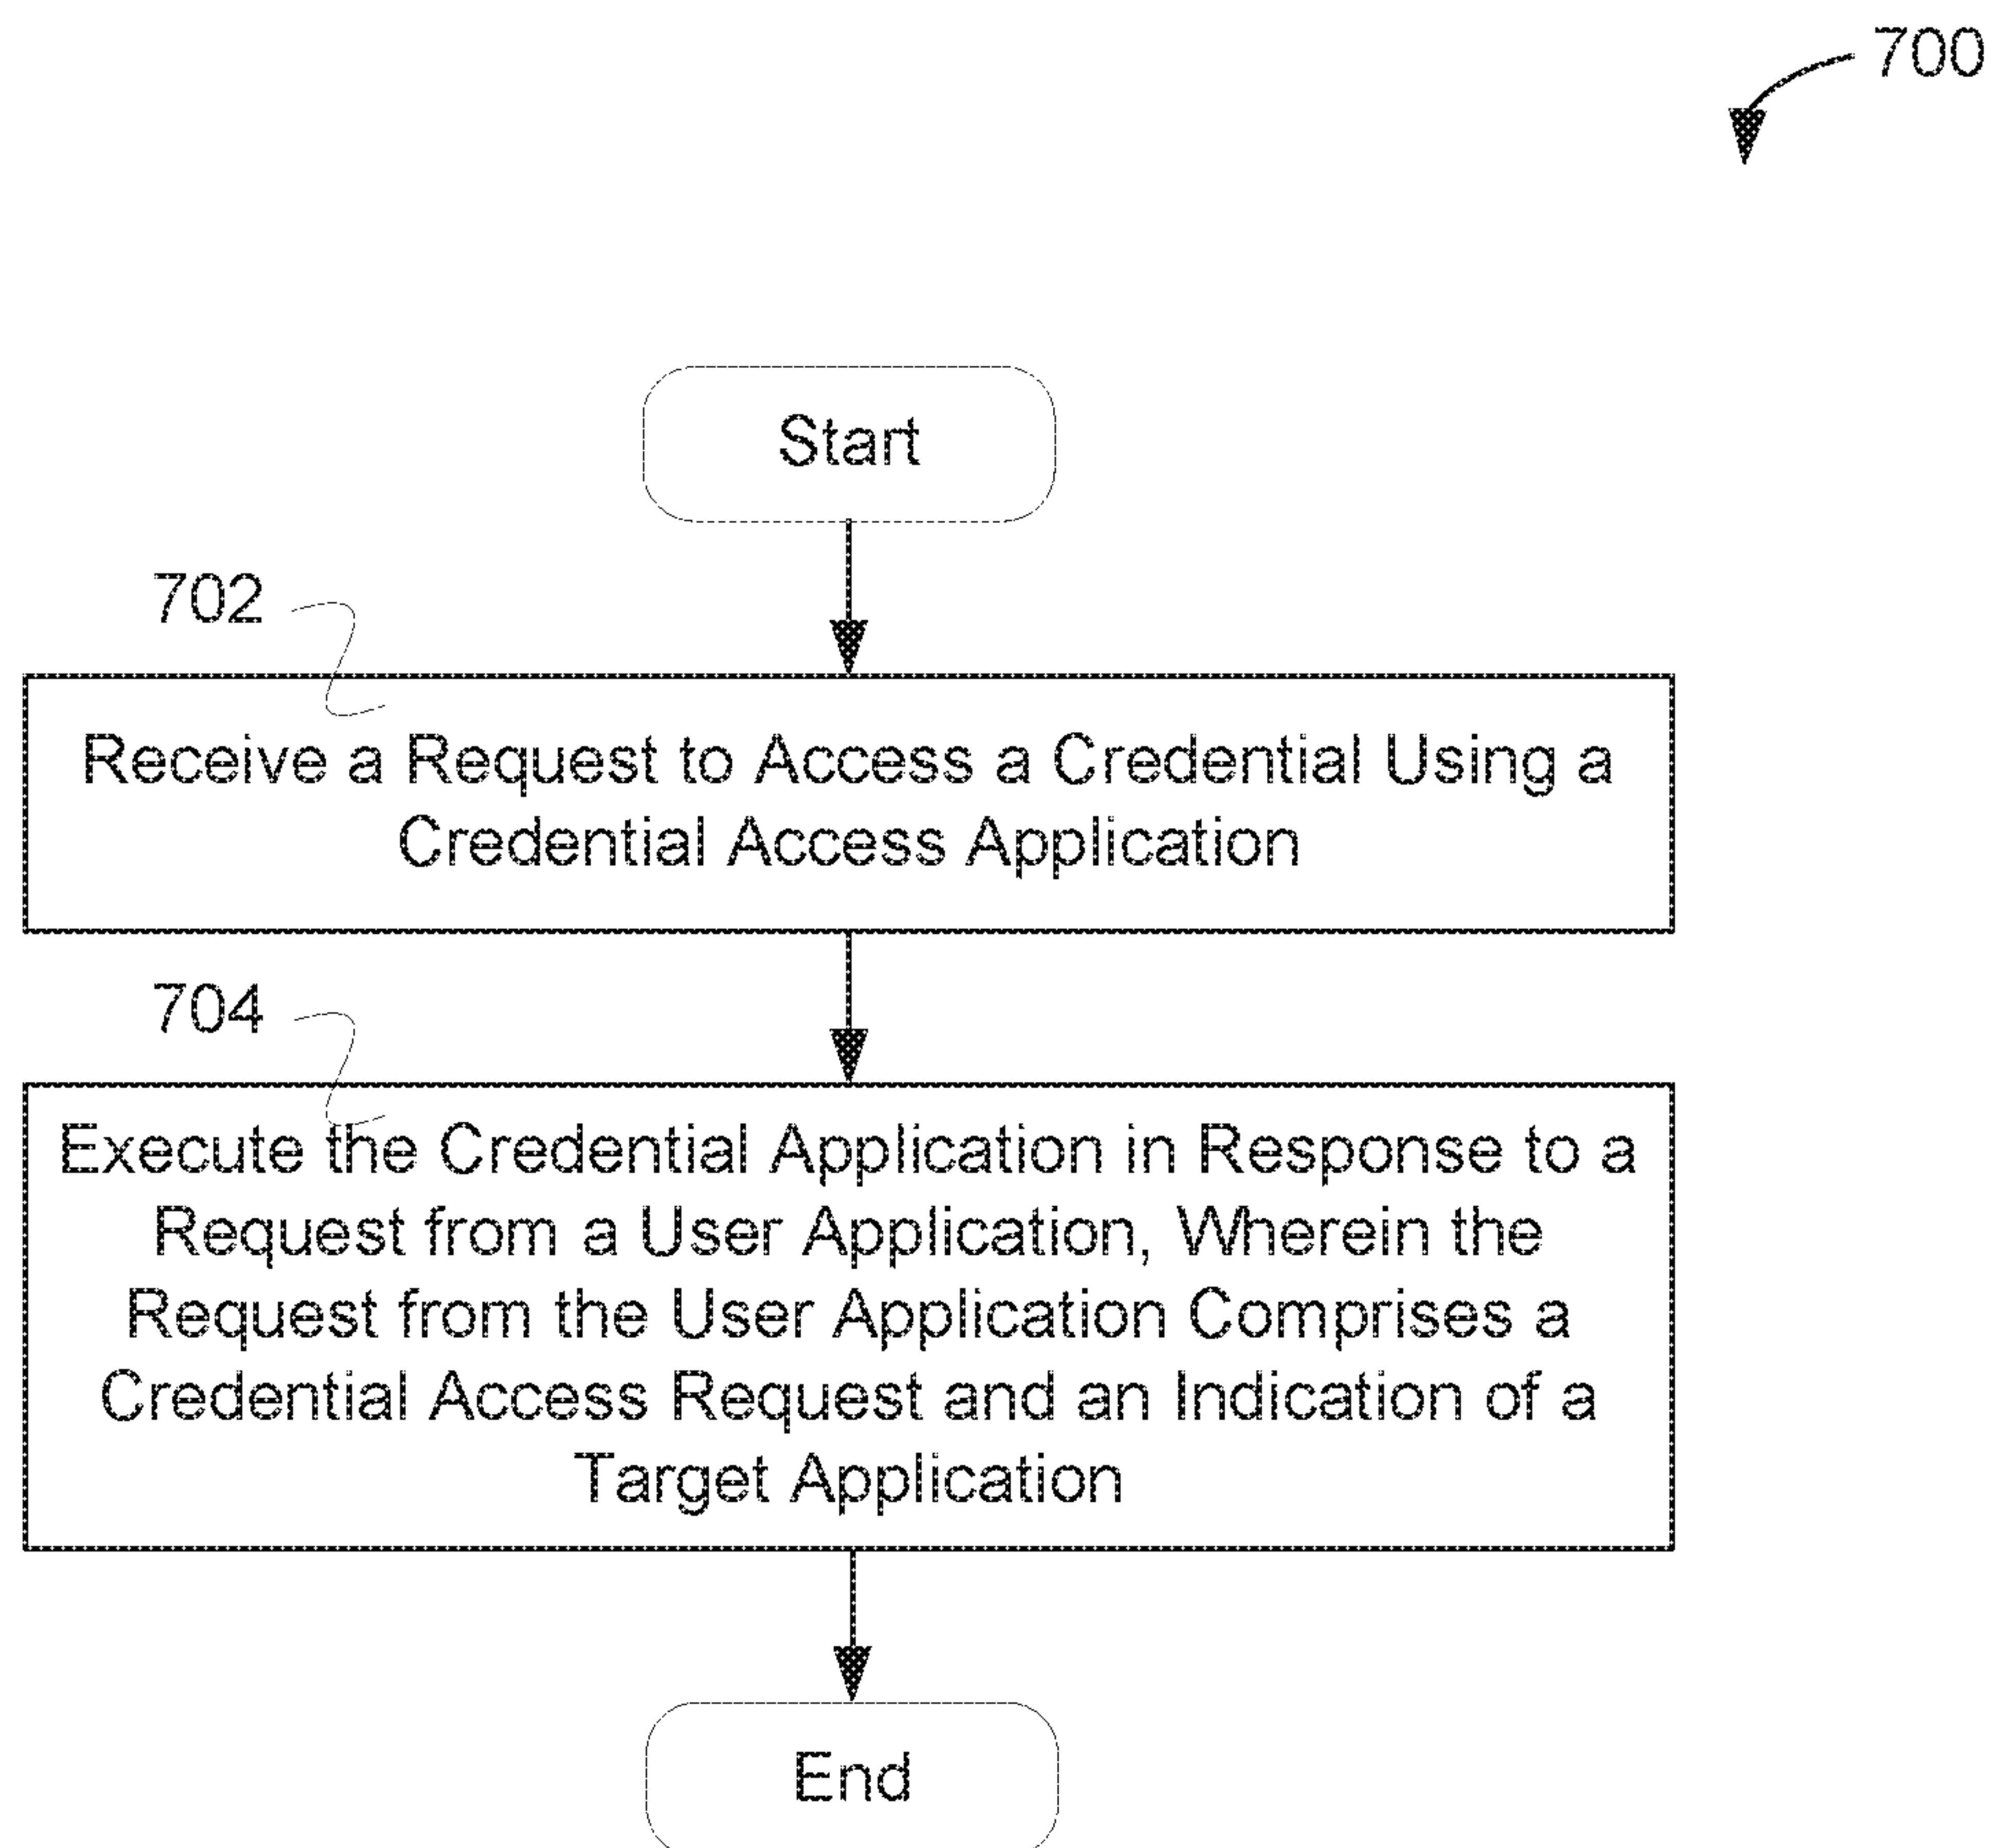 700
Start
702
Receive a Request to Access a Credential Using a
Credential Access Application
704
Execute the Credential Application in Response to a
Request from a User Application, Wherein the
Request from the User Application Comprises a
Credential Access Request and an Indication of a
Target Application
End